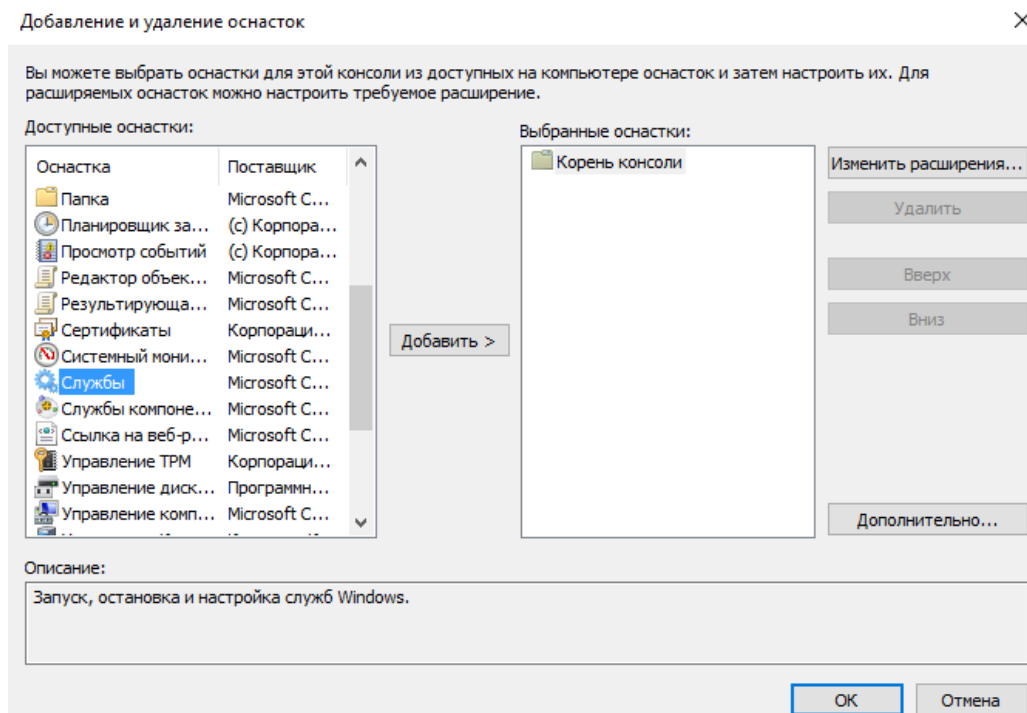 Добавление и удаление оснасток
Вы можете выбрать оснастки для этой консоли из доступных на компьютере оснасток и затем настроить их. Для
расширяемых оснасток можно настроить требуемое расширение.
Доступные оснастки:
Оснастка Поставщик
Папка Microsoft C...
Планировщик за... (c) Корпора...
Просмотр событий (c) Корпора...
Редактор объек... Microsoft C...
Результирующа... Microsoft C...
Сертификаты Корпораци...
Системный мони... Microsoft C...
Службы Microsoft C...
Службы компоне... Microsoft C...
Ссылка на веб-р... Microsoft C...
Управление TPM Корпораци...
Управление диск... Программн...
Управление комп... Microsoft C...
Добавить >
Выбранные оснастки:
Корень консоли
Изменить расширения...
Удалить
Вверх
Вниз
Дополнительно...
Описание:
Запуск, остановка и настройка служб Windows.
ОК
Отмена